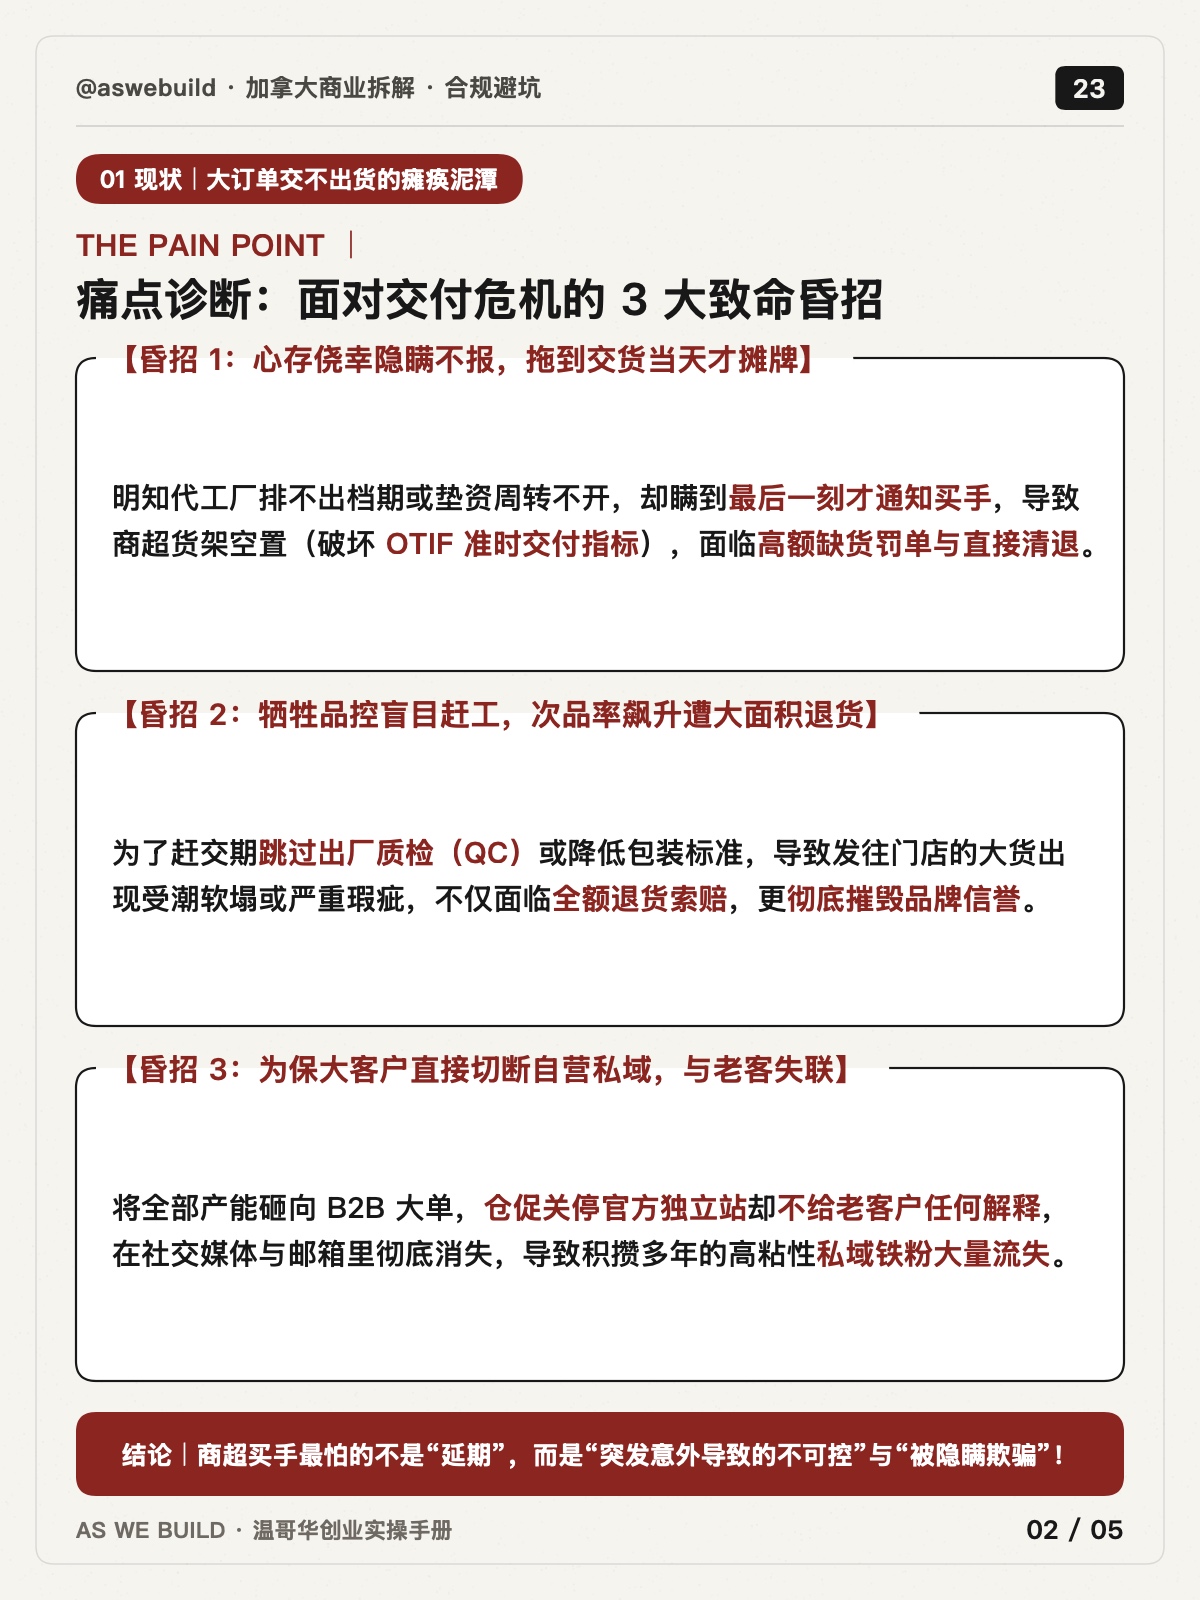 @aswebuild · 加拿大商业拆解 · 合规避坑
23
01 现状｜大订单交不出货的瘫痪泥潭
THE PAIN POINT ｜
痛点诊断：面对交付危机的 3 大致命昏招
【昏招 1：心存侥幸隐瞒不报，拖到交货当天才摊牌】
明知代工厂排不出档期或垫资周转不开，却瞒到最后一刻才通知买手，导致
商超货架空置（破坏 OTIF 准时交付指标），面临高额缺货罚单与直接清退。
【昏招 2：牺牲品控盲目赶工，次品率飙升遭大面积退货】
为了赶交期跳过出厂质检（QC）或降低包装标准，导致发往门店的大货出
现受潮软塌或严重瑕疵，不仅面临全额退货索赔，更彻底摧毁品牌信誉。
【昏招 3：为保大客户直接切断自营私域，与老客失联】
将全部产能砸向 B2B 大单，仓促关停官方独立站却不给老客户任何解释，
在社交媒体与邮箱里彻底消失，导致积攒多年的高粘性私域铁粉大量流失。
结论｜商超买手最怕的不是“延期”，而是“突发意外导致的不可控”与“被隐瞒欺骗”！
AS WE BUILD · 温哥华创业实操手册
02 / 05